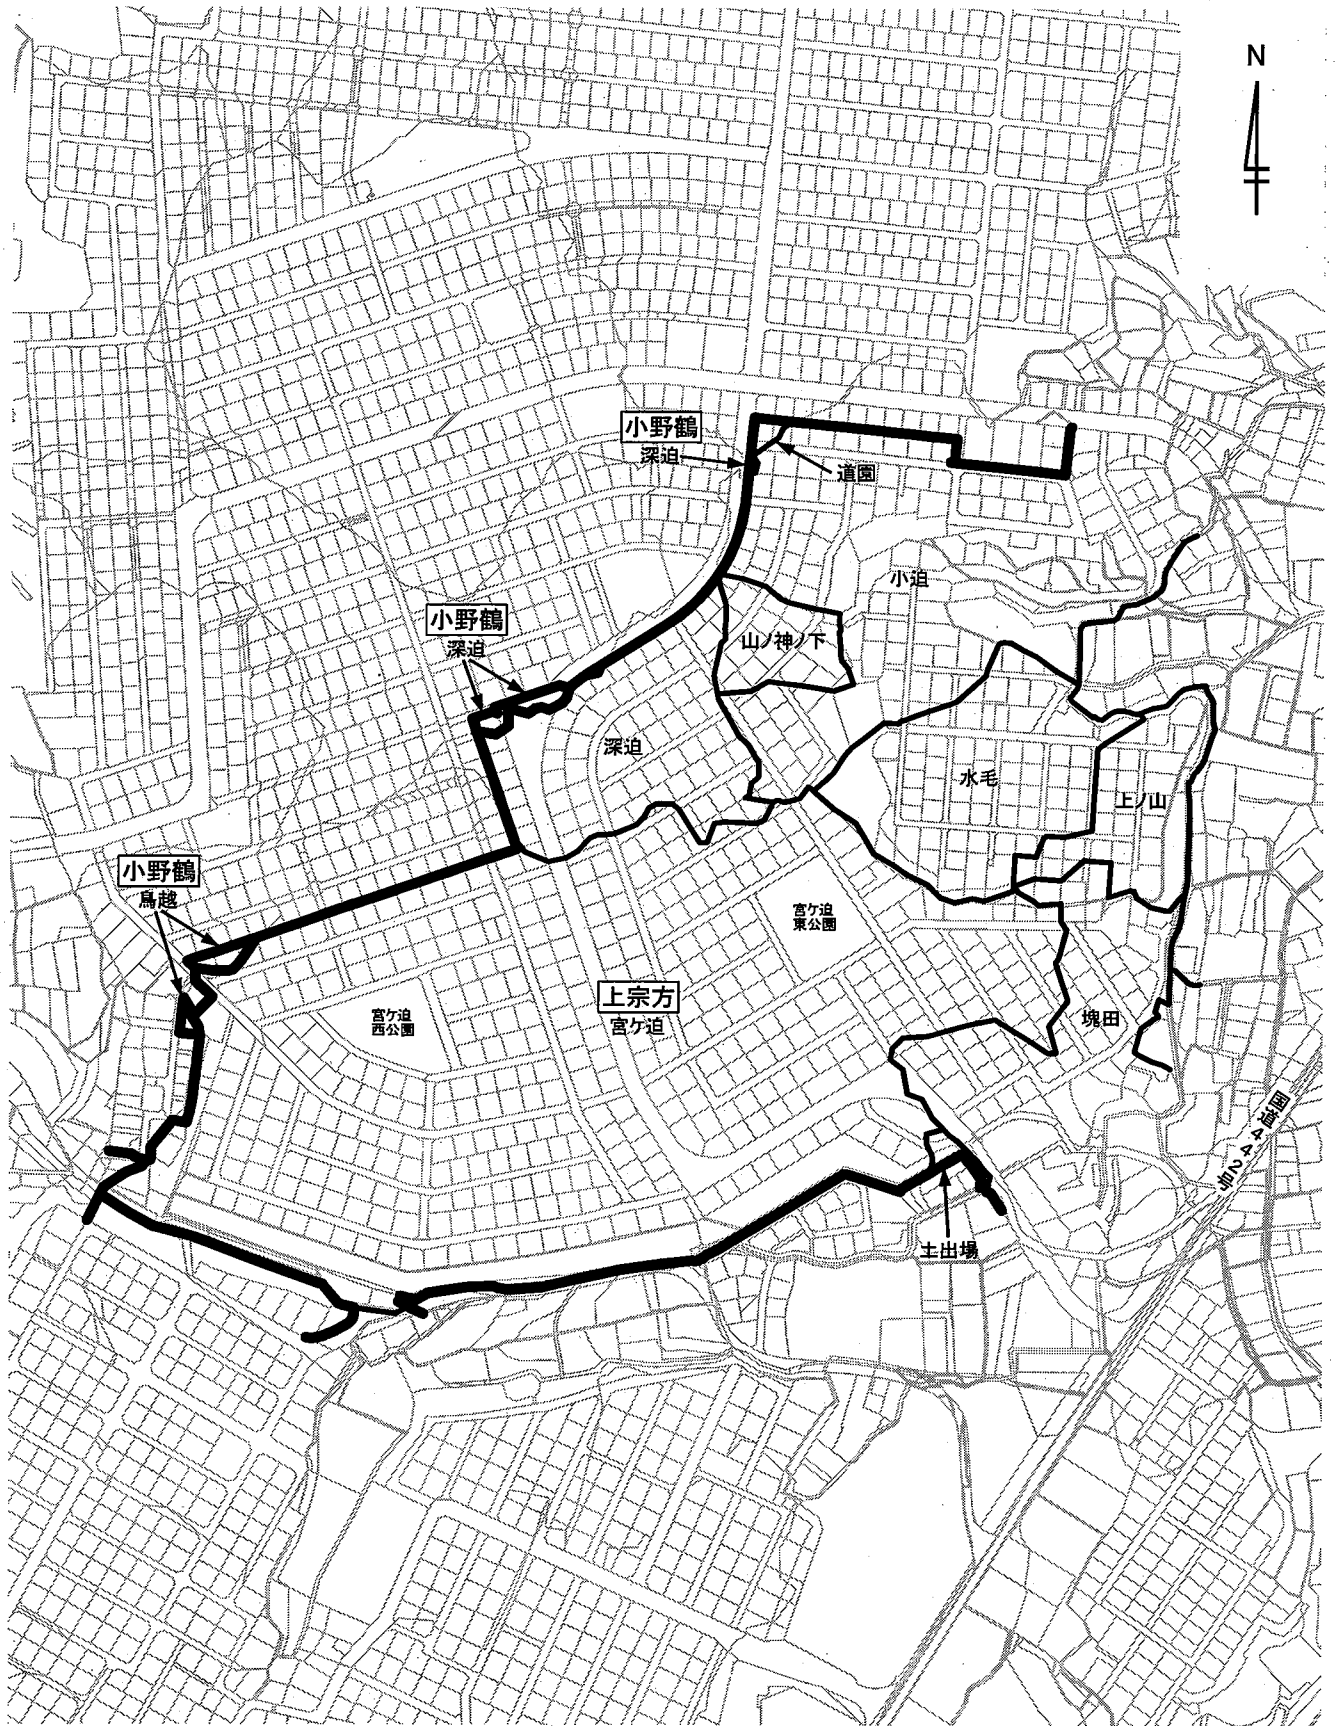 N
小野鶴
深迫
道園
小迫
小野鶴
深迫
山ノ神ノ下
深迫
水毛
上ノ山
小野鶴
鳥越
宮ケ迫
東公園
宮ケ迫
西公園
上宗方
宮ケ迫
塊田
国道442号
土出場